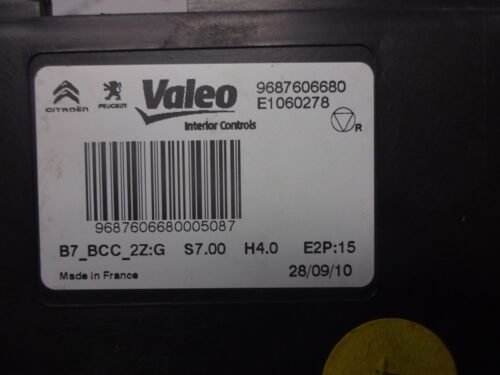 CITROËN PEUGEOT Valeo 9687606680
E1060278
Interior Controls R
9687606680005087
B7_BCC_2Z:G S7.00 H4.0 E2P:15
Made in France 28/09/10